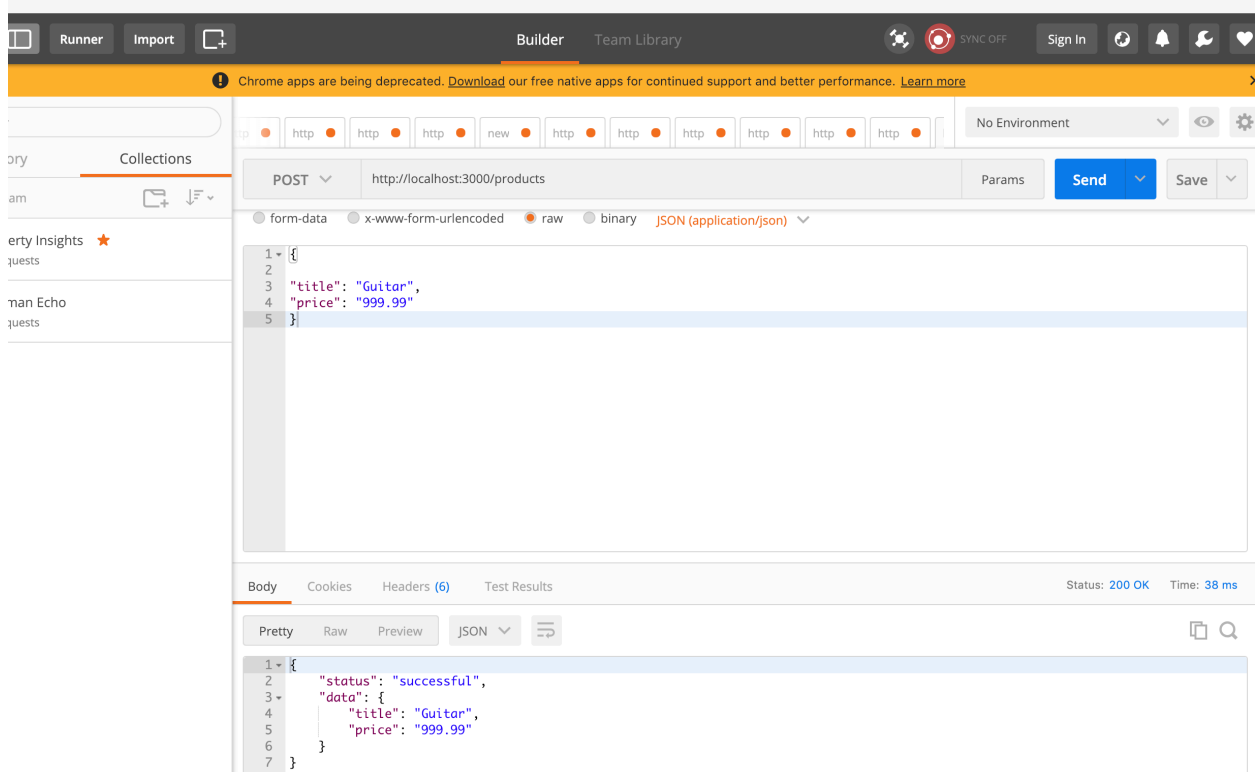 Runner Import Builder Team Library SYNC OFF Sign In
Chrome apps are being deprecated. Download our free native apps for continued support and better performance. Learn more
http http http new http http http http http http No Environment
Collections
POST http://localhost:3000/products Params Send Save
form-data x-www-form-urlencoded raw binary JSON (application/json)
erty Insights
quests
man Echo
quests
1 {
2
3 "title": "Guitar",
4 "price": "999.99"
5 }
Body Cookies Headers (6) Test Results Status: 200 OK Time: 38 ms
Pretty Raw Preview JSON
1 {
2 "status": "successful",
3 "data": {
4 "title": "Guitar",
5 "price": "999.99"
6 }
7 }